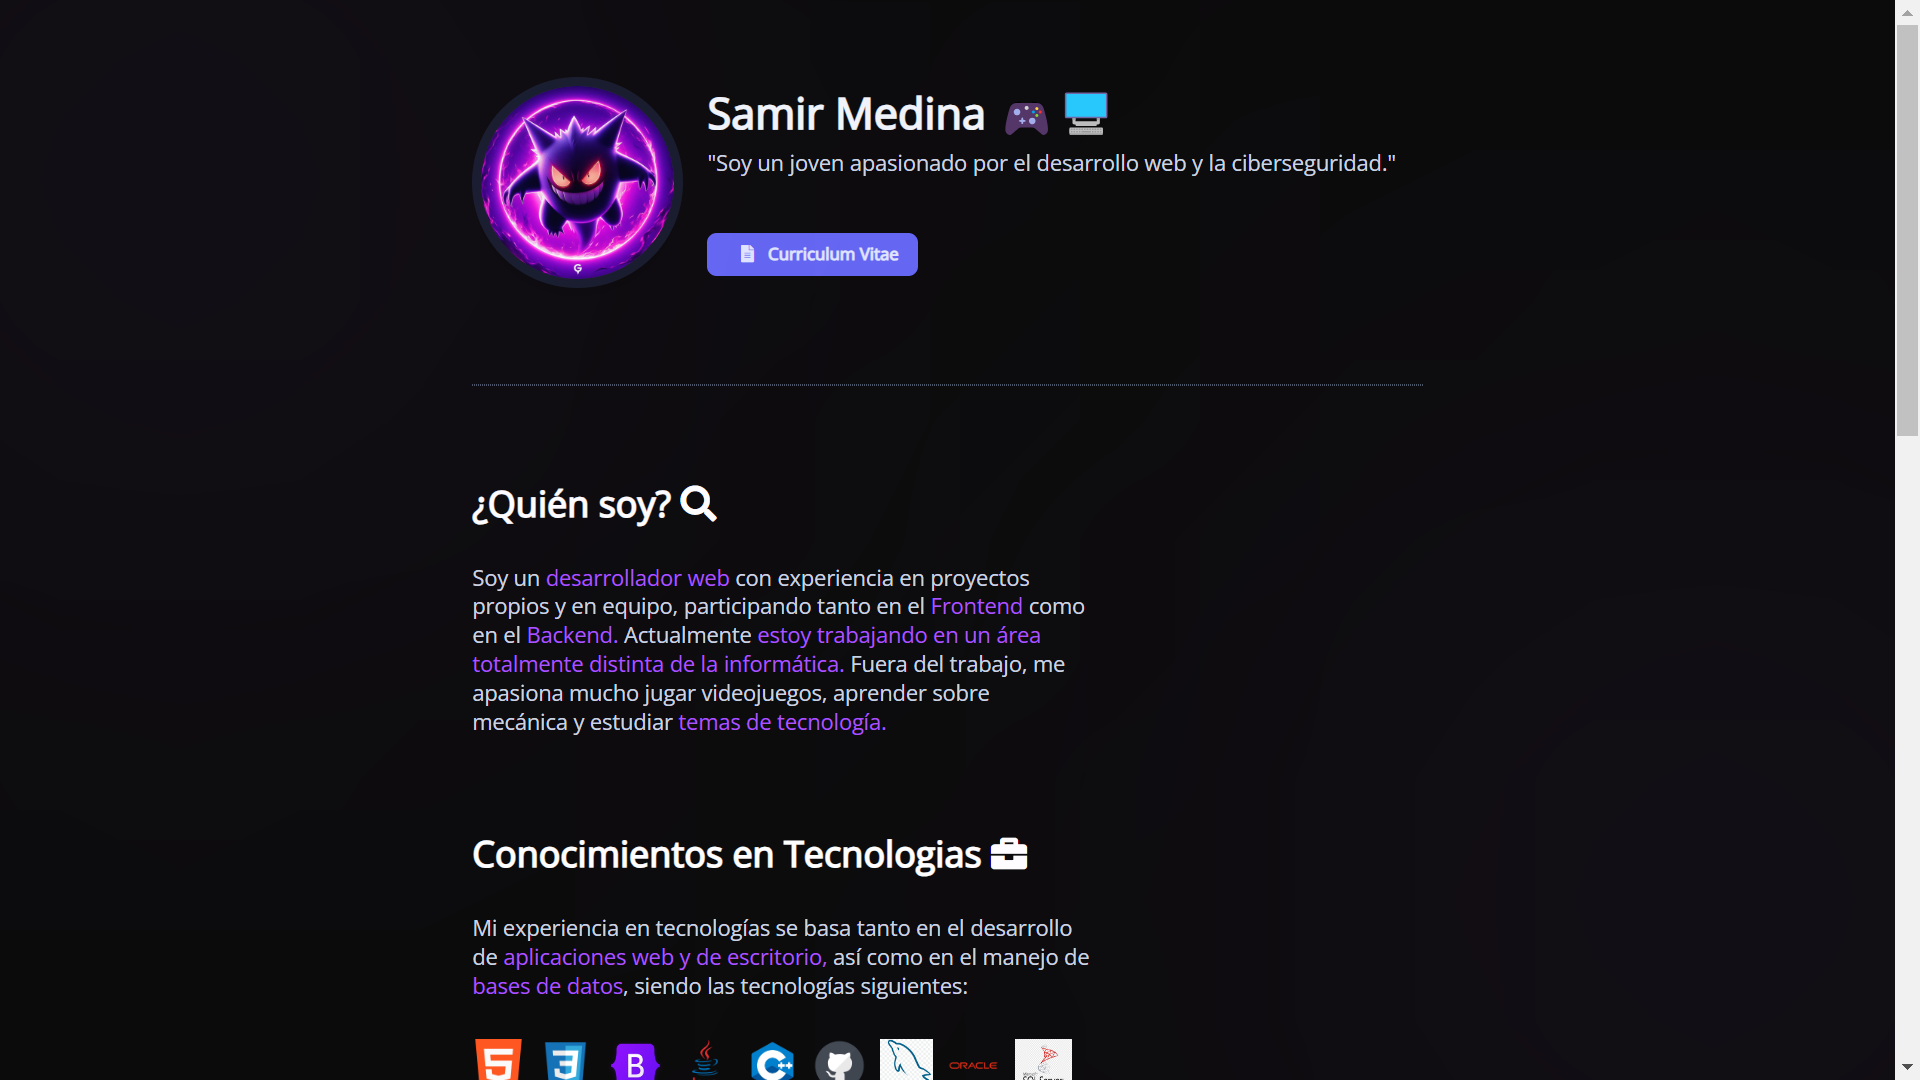 Samir Medina
"Soy un joven apasionado por el desarrollo web y la ciberseguridad."
Curriculum Vitae
¿Quién soy?
Soy un desarrollador web con experiencia en proyectos
propios y en equipo, participando tanto en el Frontend como
en el Backend. Actualmente estoy trabajando en un área
totalmente distinta de la informática. Fuera del trabajo, me
apasiona mucho jugar videojuegos, aprender sobre
mecánica y estudiar temas de tecnología.
Conocimientos en Tecnologias
Mi experiencia en tecnologías se basa tanto en el desarrollo
de aplicaciones web y de escritorio, así como en el manejo de
bases de datos, siendo las tecnologías siguientes:
5 3 B C++ ORACLE